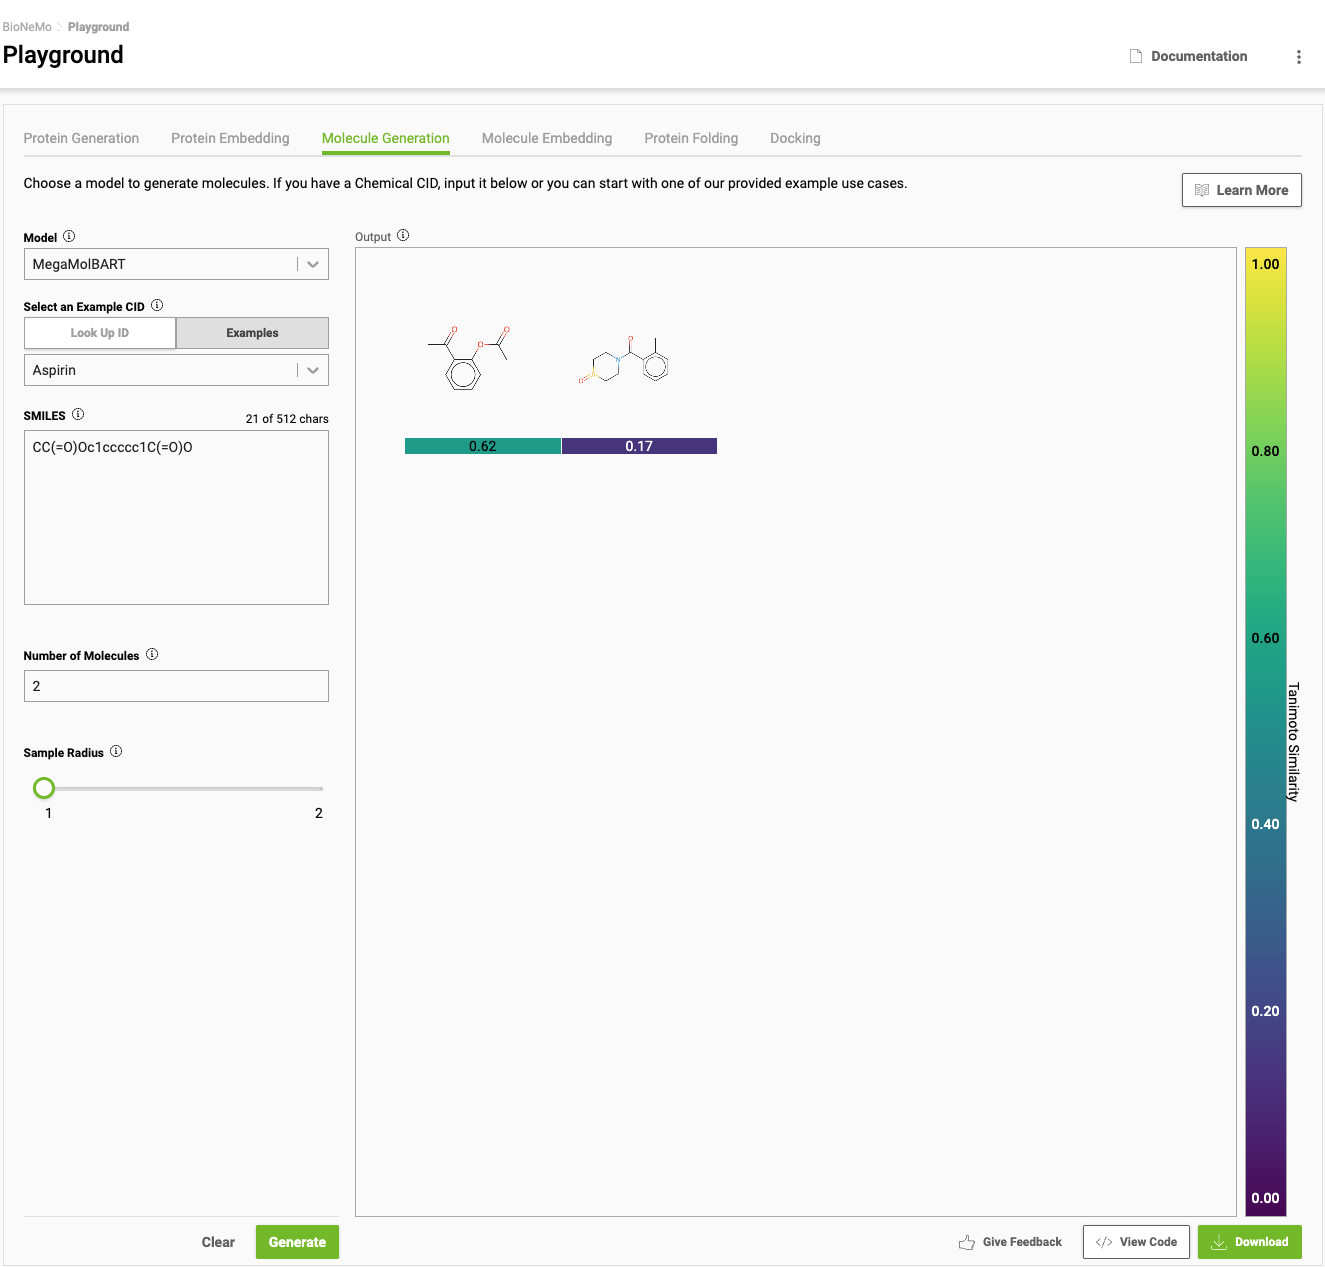 BioNeMo > Playground
Playground
Documentation
Protein Generation Protein Embedding Molecule Generation Molecule Embedding Protein Folding Docking
Choose a model to generate molecules. If you have a Chemical CID, input it below or you can start with one of our provided example use cases.
Learn More
Model
MegaMolBART
Select an Example CID
Look Up ID Examples
Aspirin
SMILES
21 of 512 chars
CC(=O)Oc1ccccc1C(=O)O
Number of Molecules
2
Sample Radius
1 2
Clear Generate
Output
O O O O N S O
0.62 0.17
1.00
0.80
0.60
0.40
0.20
0.00
Tanimoto Similarity
Give Feedback </> View Code Download